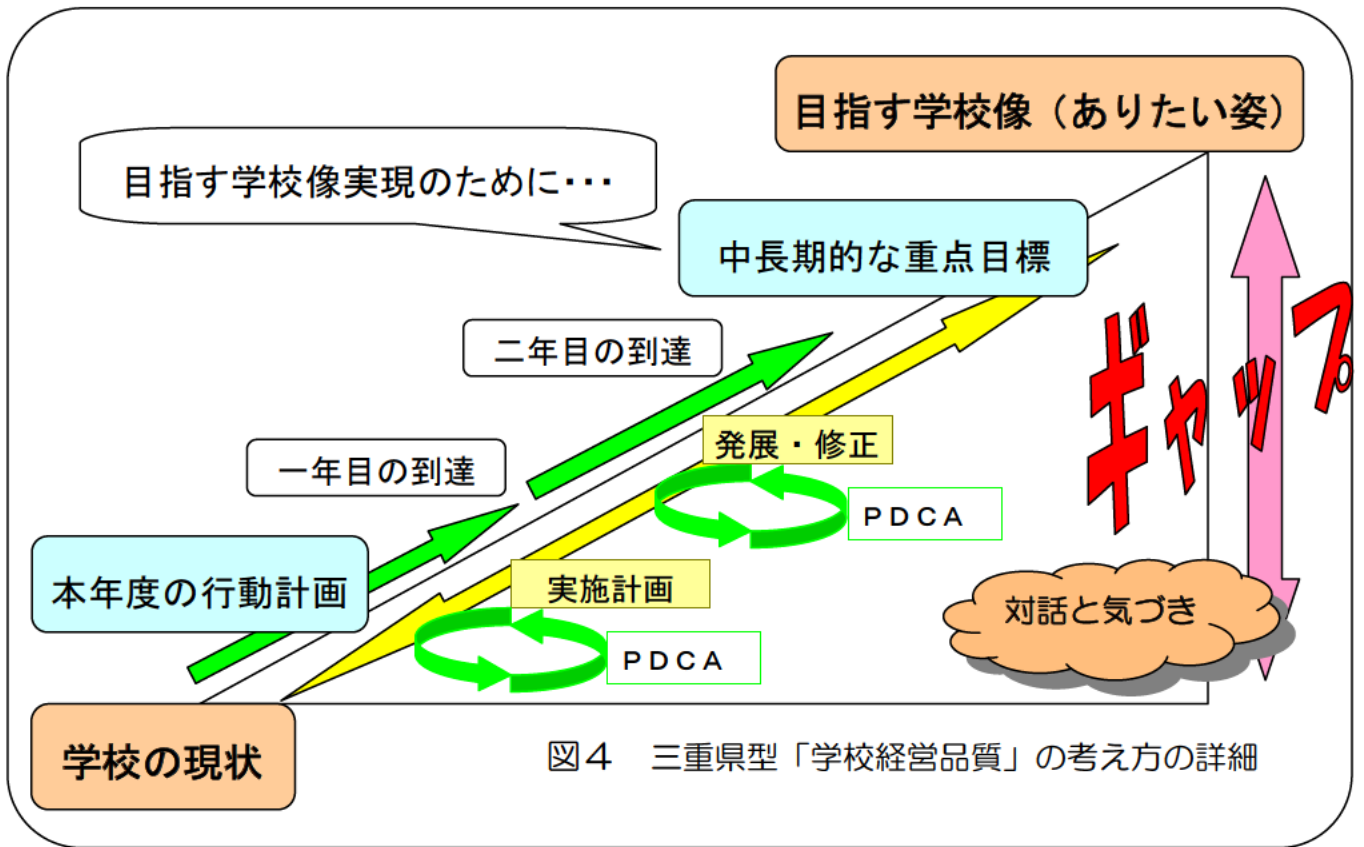 目指す学校像（ありたい姿）
目指す学校像実現のために･･･
中長期的な重点目標
二年目の到達
ギャップ
発展・修正
一年目の到達
ＰＤＣＡ
本年度の行動計画
実施計画
対話と気づき
ＰＤＣＡ
学校の現状
図４　三重県型「学校経営品質」の考え方の詳細